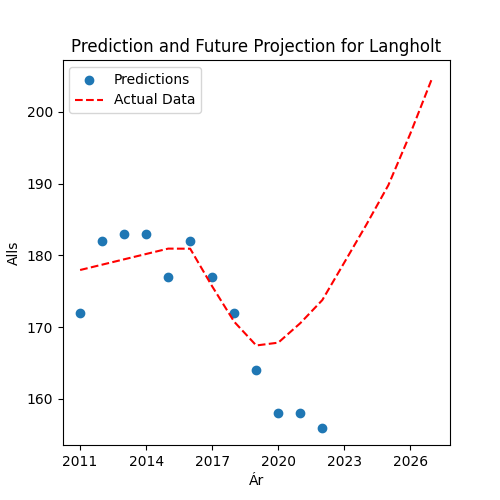 Prediction and Future Projection for Langholt
Predictions
Actual Data
200
190
180
170
160
Alls
2011
2014
2017
2020
2023
2026
Ár